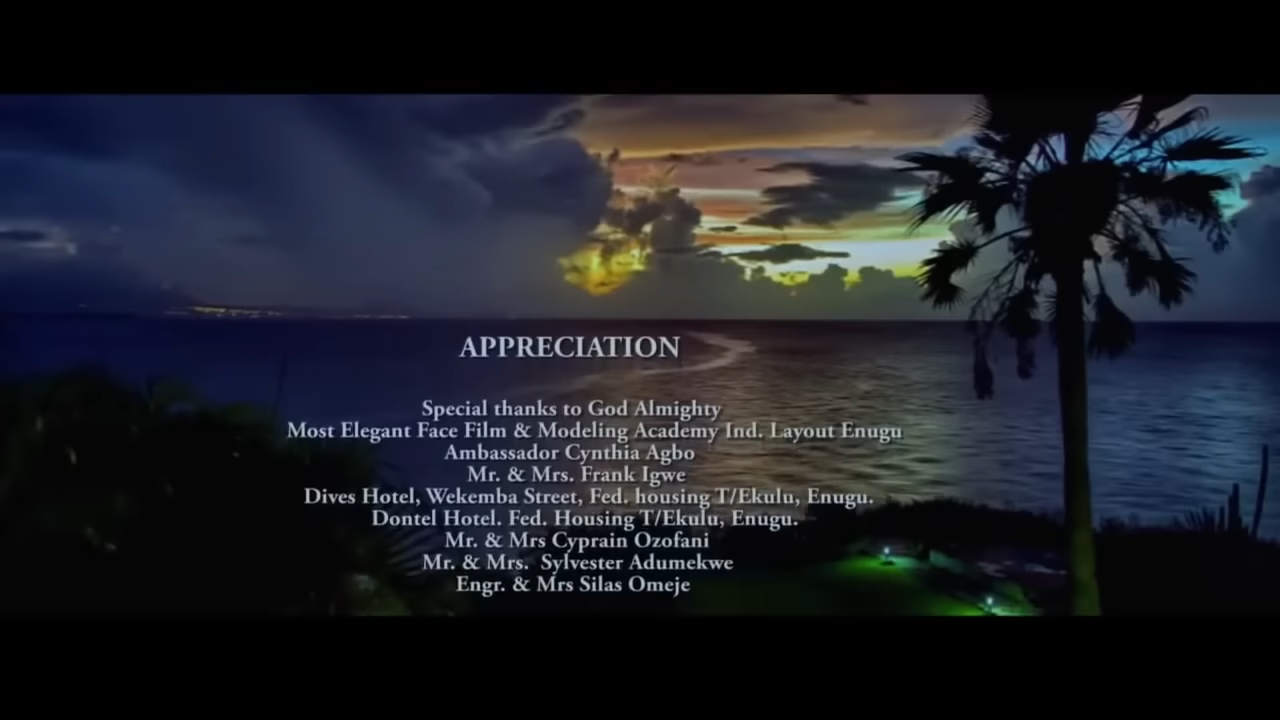 APPRECIATION
Special thanks to God Almighty
Most Elegant Face Film & Modeling Academy Ind. Layout Enugu
Ambassador Cynthia Agbo
Mr. & Mrs. Frank Igwe
Dives Hotel, Wekemba Street, Fed. housing T/Ekulu, Enugu.
Dontel Hotel. Fed. Housing T/Ekulu, Enugu.
Mr. & Mrs Cyprain Ozofani
Mr. & Mrs.  Sylvester Adumekwe
Engr. & Mrs Silas Omeje